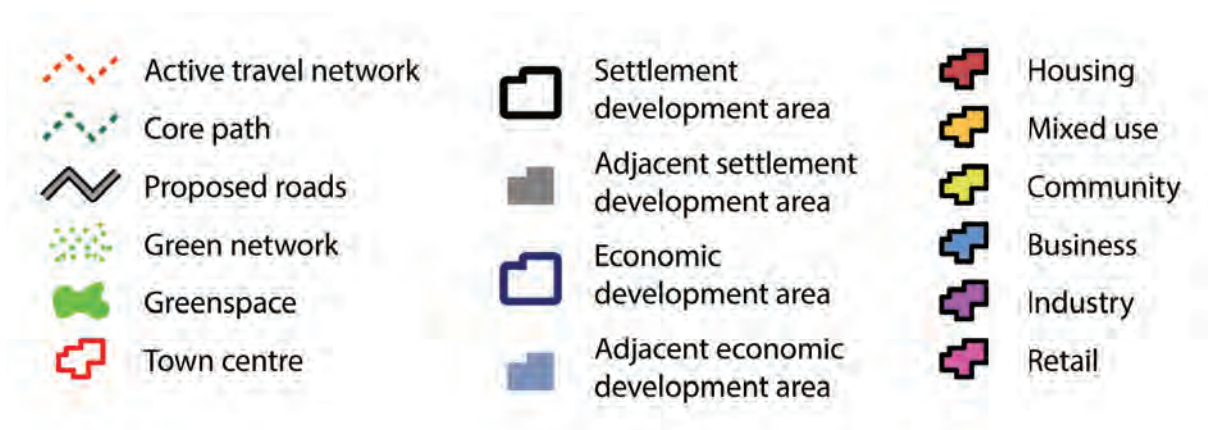 Active travel network
Core path
Proposed roads
Green network
Greenspace
Town centre
Settlement
development area
Adjacent settlement
development area
Economic
development area
Adjacent economic
development area
Housing
Mixed use
Community
Business
Industry
Retail